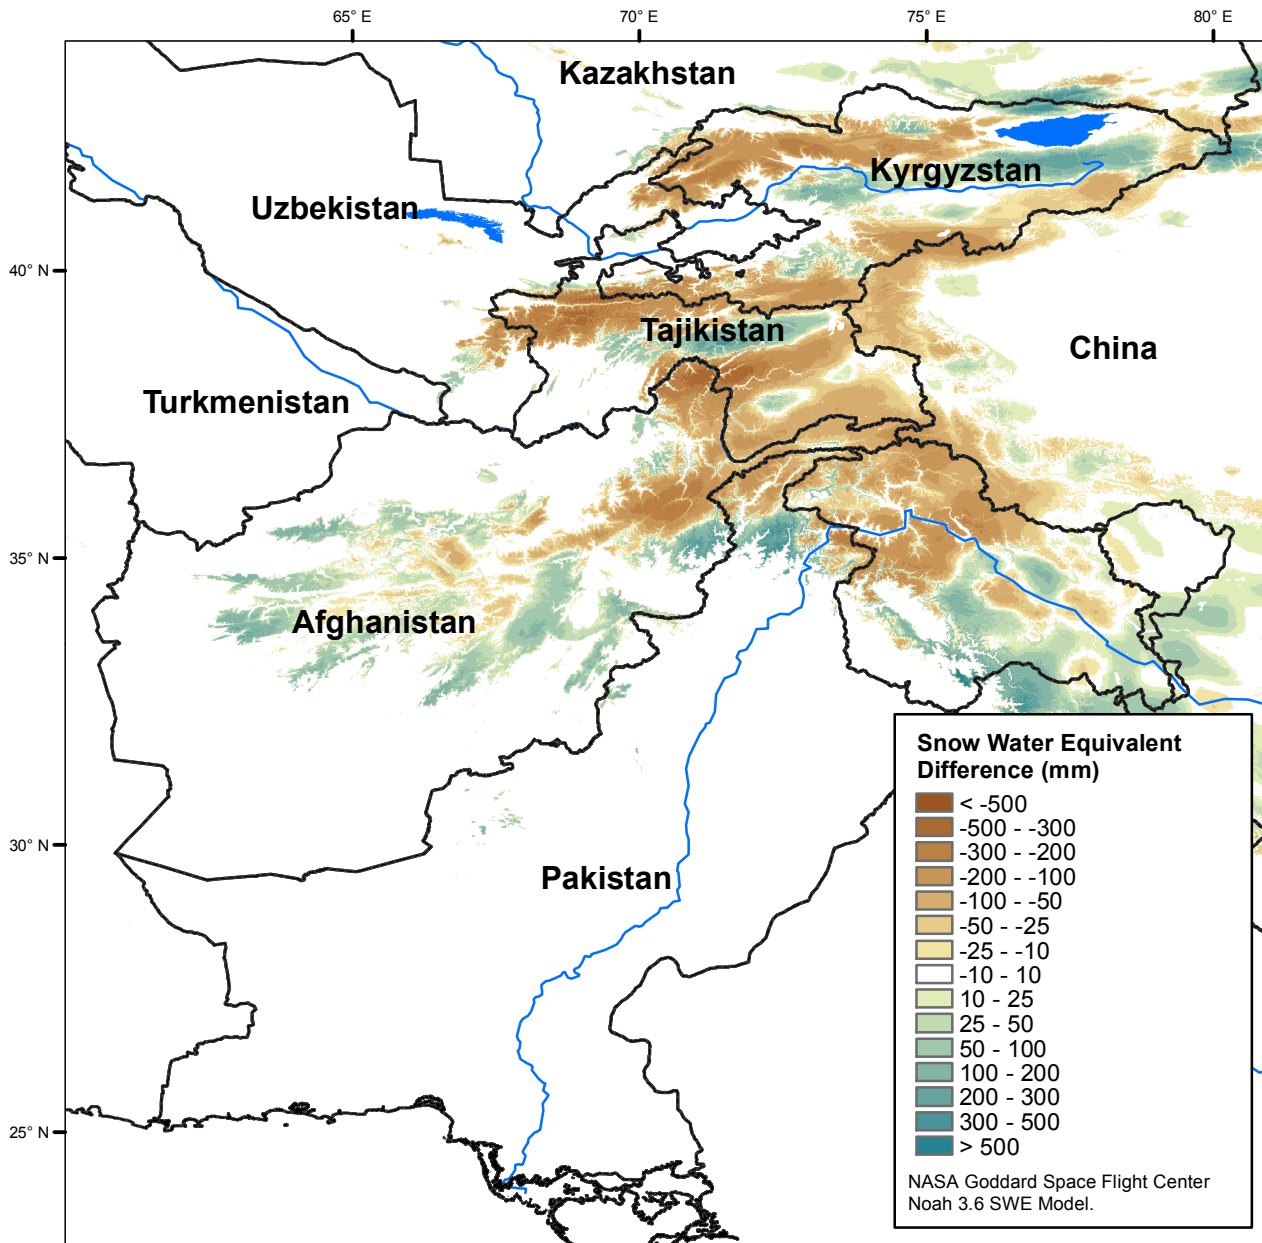 65° E
70° E
75° E
80° E
Kazakhstan
Kyrgyzstan
Uzbekistan
40° N
Tajikistan
China
Turkmenistan
35° N
Afghanistan
Snow Water Equivalent
Difference (mm)
< -500
-500 - -300
-300 - -200
-200 - -100
-100 - -50
-50 - -25
-25 - -10
-10 - 10
10 - 25
25 - 50
50 - 100
100 - 200
200 - 300
300 - 500
> 500
NASA Goddard Space Flight Center
Noah 3.6 SWE Model.
30° N
Pakistan
25° N